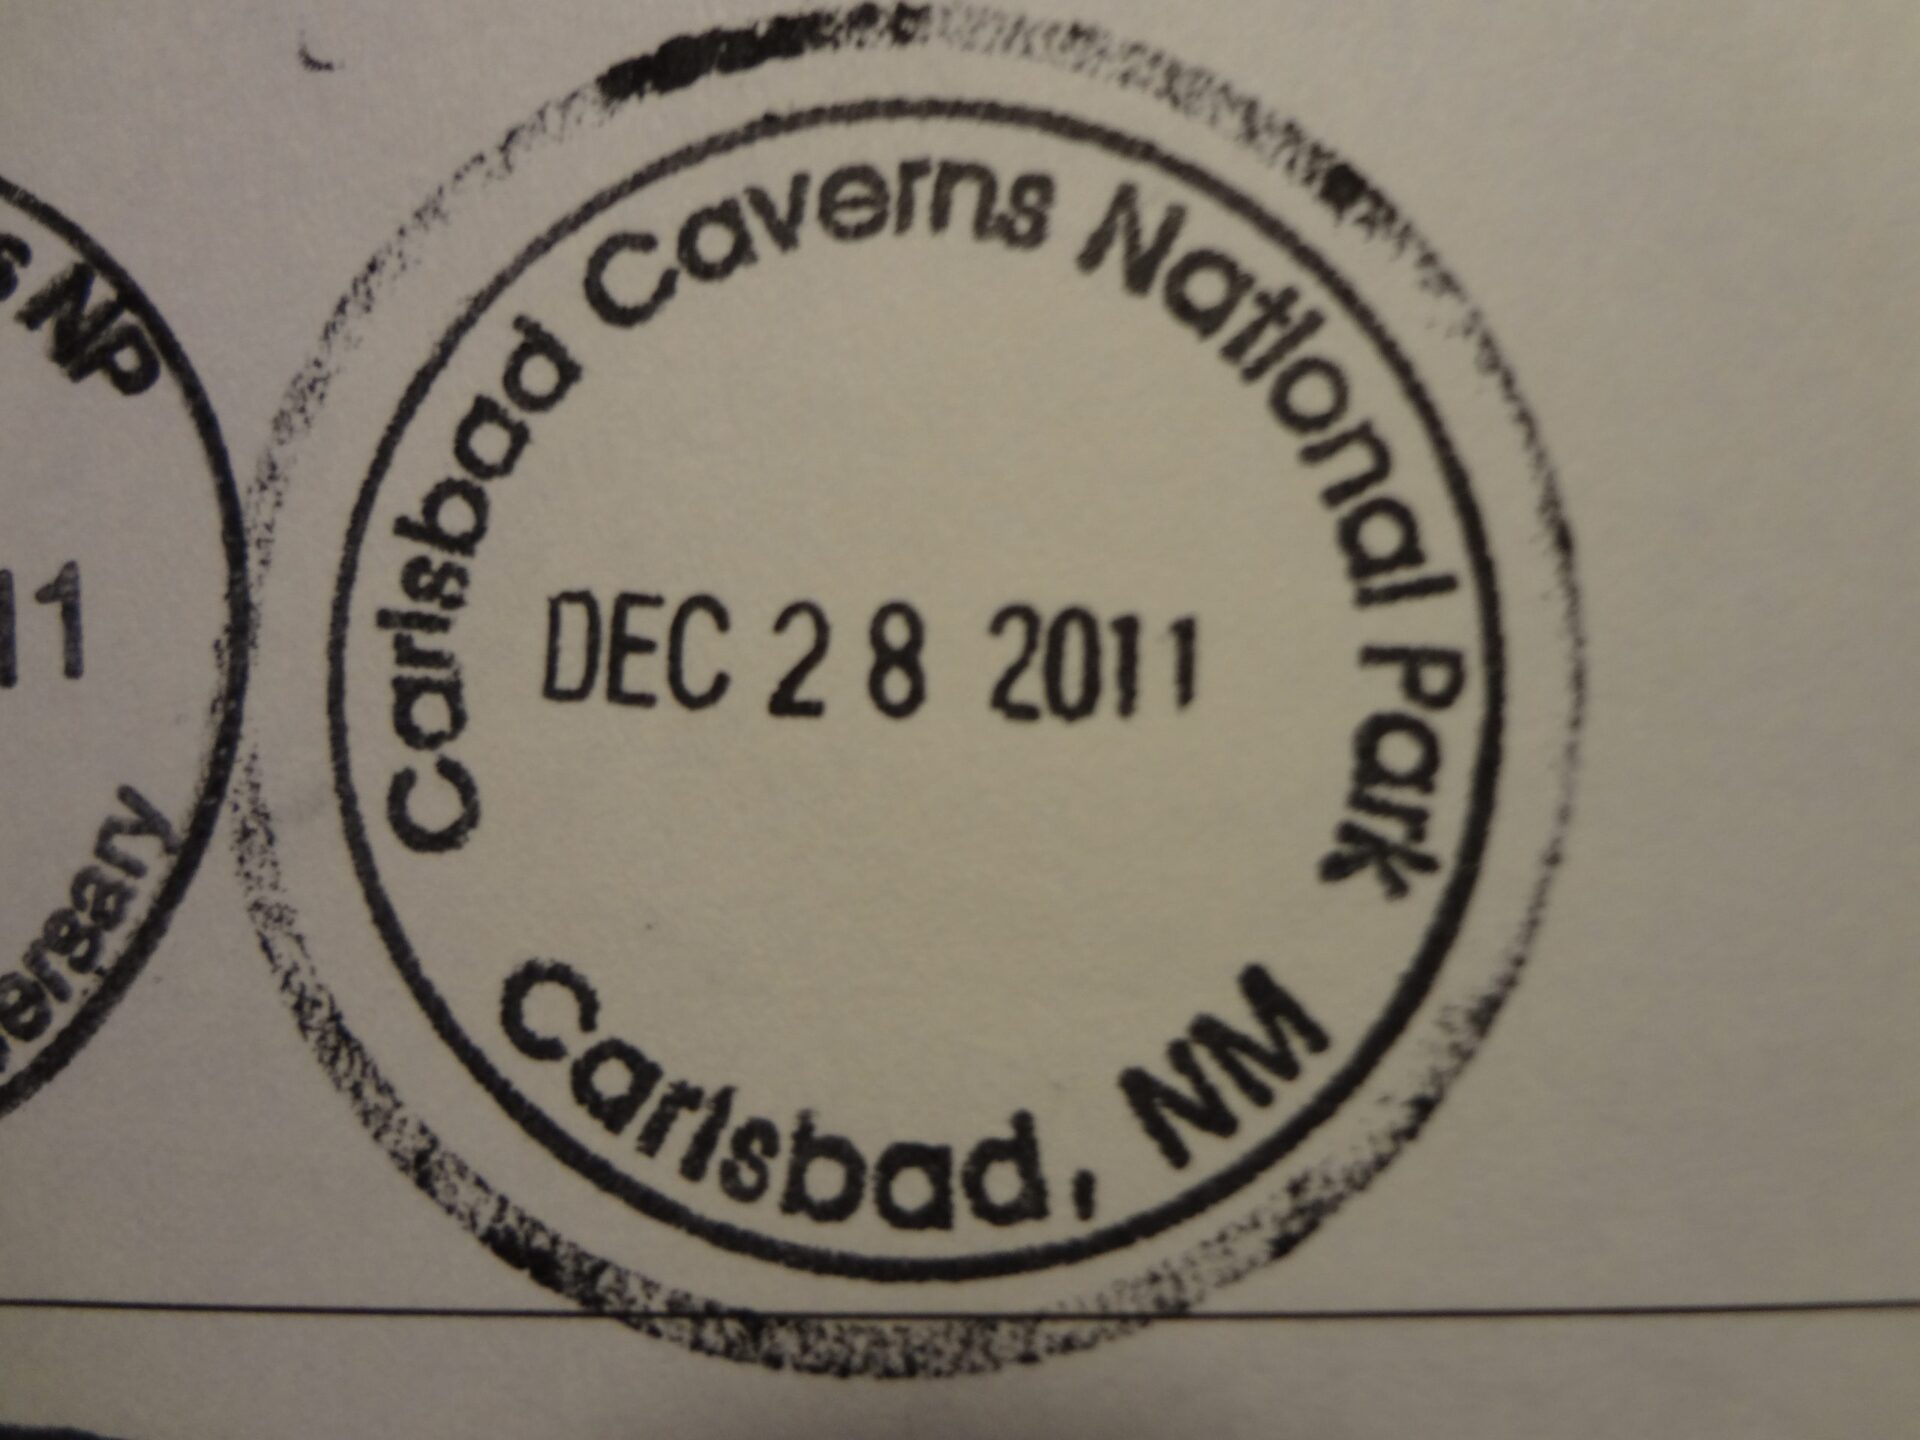 s NP
11
ersary
Carlsbad Caverns National Park
DEC 28 2011
Carlsbad, NM